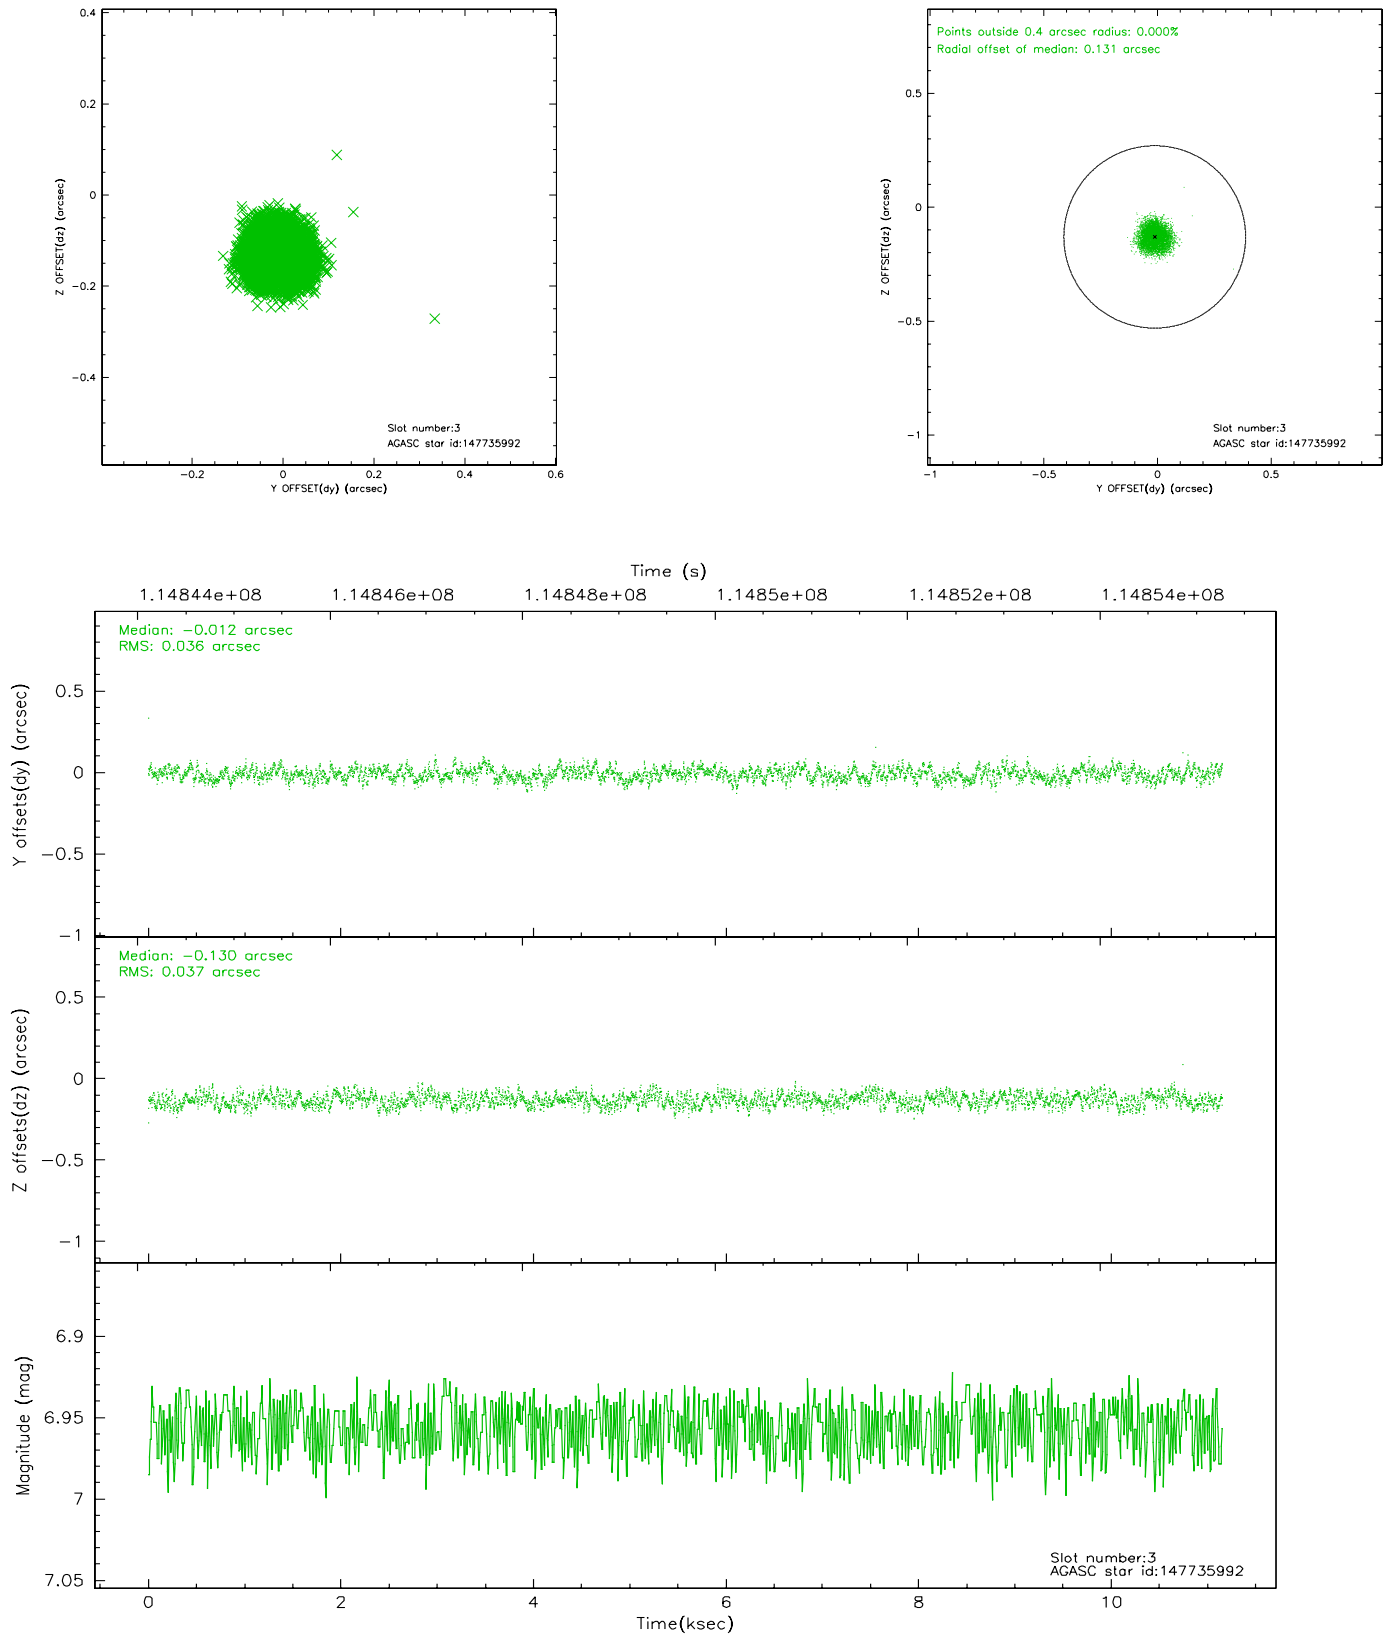 0.4
0.2
0
-0.2
-0.4
Z OFFSET(dz) (arcsec)
Slot number:3
AGASC star id:147735992
-0.2 0 0.2 0.4 0.6
Y OFFSET(dy) (arcsec)
Points outside 0.4 arcsec radius: 0.000%
Radial offset of median: 0.131 arcsec
0.5
0
-0.5
-1
Z OFFSET(dz) (arcsec)
Slot number:3
AGASC star id:147735992
-1 -0.5 0 0.5
Y OFFSET(dy) (arcsec)
Time (s)
1.14844e+08 1.14846e+08 1.14848e+08 1.1485e+08 1.14852e+08 1.14854e+08
Median: -0.012 arcsec
RMS: 0.036 arcsec
0.5
0
-0.5
-1
Y offsets(dy) (arcsec)
Median: -0.130 arcsec
RMS: 0.037 arcsec
0.5
0
-0.5
-1
Z offsets(dz) (arcsec)
6.9
6.95
7
7.05
Magnitude (mag)
Slot number:3
AGASC star id:147735992
0 2 4 6 8 10
Time(ksec)